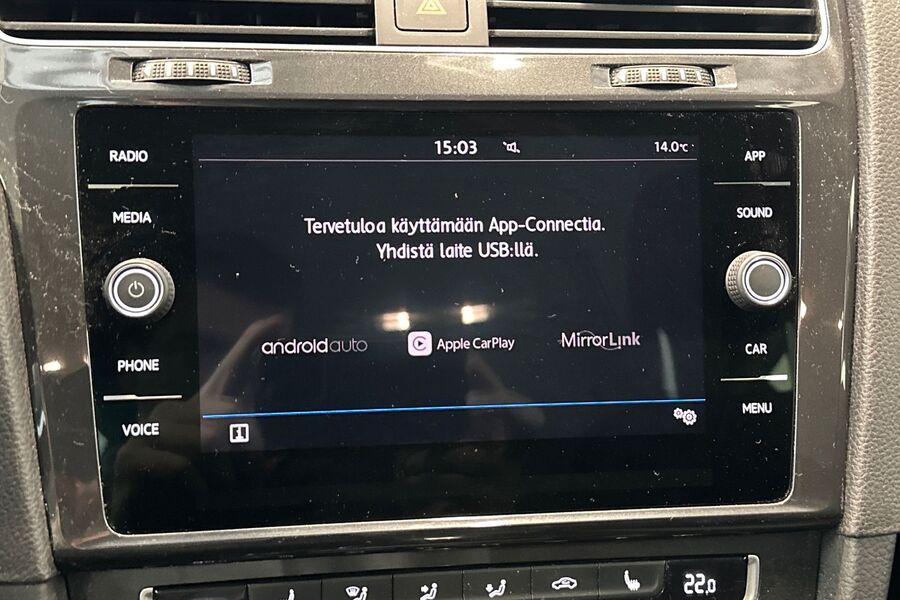 15:03
14.0°C
RADIO
APP
MEDIA
SOUND
Tervetuloa käyttämään App-Connectia.
Yhdistä laite USB:llä.
androidauto
Apple CarPlay
MirrorLink
PHONE
CAR
VOICE
MENU
i
22.0